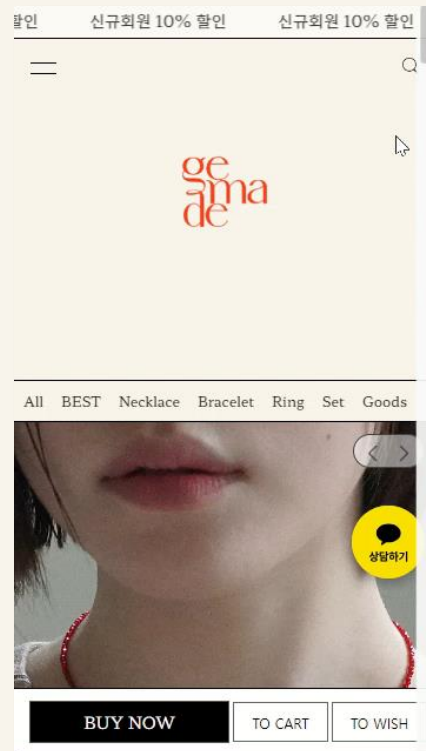 할인 신규회원 10% 할인 신규회원 10% 할인
ge
ma
de
All BEST Necklace Bracelet Ring Set Goods
상담하기
BUY NOW TO CART TO WISH